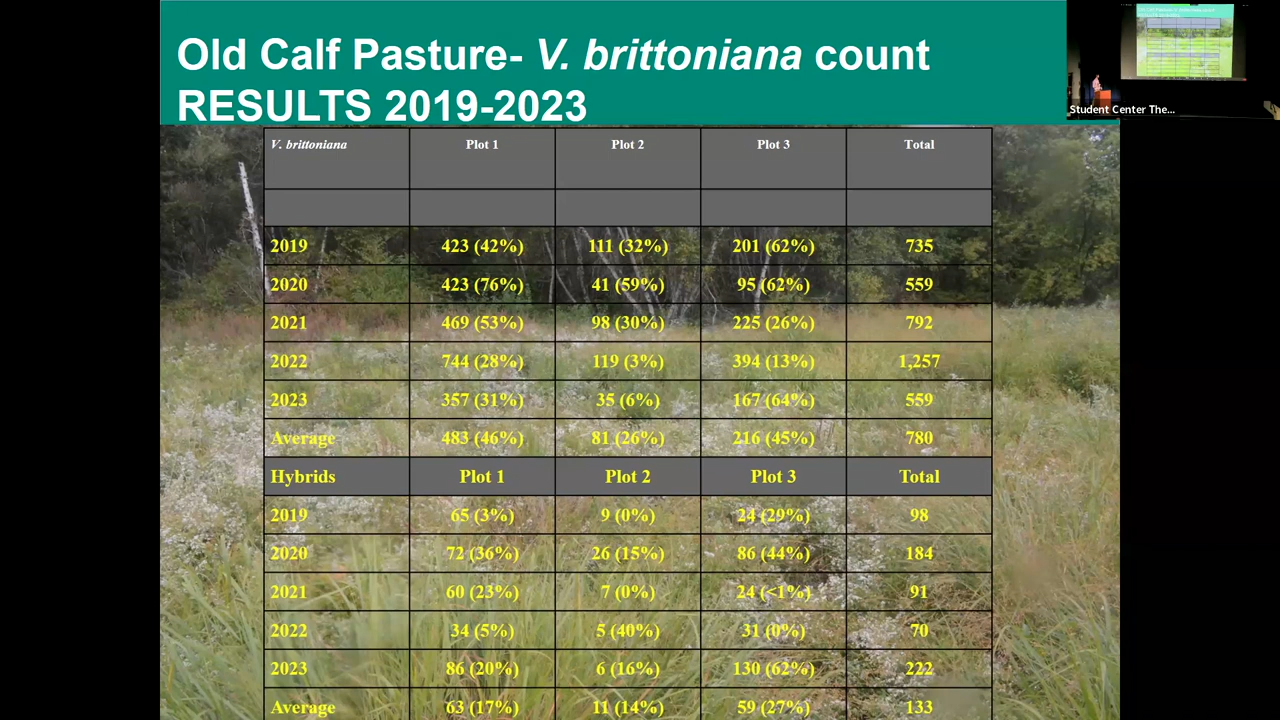 Old Calf Pasture- V. brittoniana count
RESULTS 2019-2023
Student Center The...
V. brittoniana Plot 1 Plot 2 Plot 3 Total
2019 423 (42%) 111 (32%) 201 (62%) 735
2020 423 (76%) 41 (59%) 95 (62%) 559
2021 469 (53%) 98 (30%) 225 (26%) 792
2022 744 (28%) 119 (3%) 394 (13%) 1,257
2023 357 (31%) 35 (6%) 167 (64%) 559
Average 483 (46%) 81 (26%) 216 (45%) 780
Hybrids Plot 1 Plot 2 Plot 3 Total
2019 65 (3%) 9 (0%) 24 (29%) 98
2020 72 (36%) 26 (15%) 86 (44%) 184
2021 60 (23%) 7 (0%) 24 (<1%) 91
2022 34 (5%) 5 (40%) 31 (0%) 70
2023 86 (20%) 6 (16%) 130 (62%) 222
Average 63 (17%) 11 (14%) 59 (27%) 133